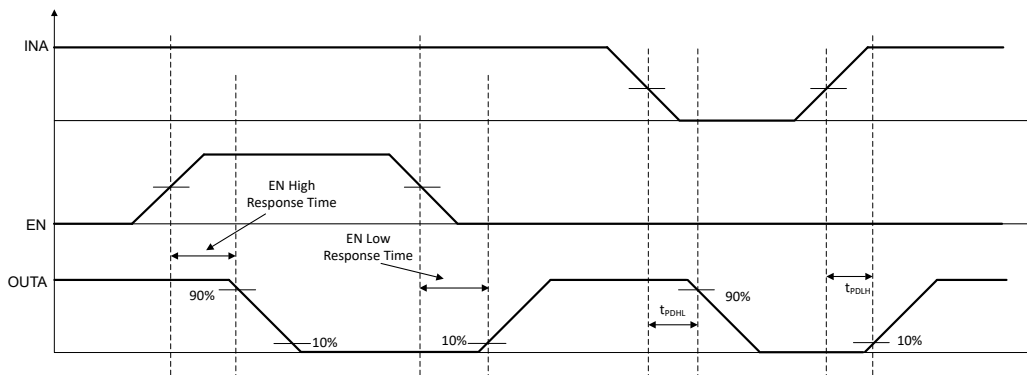 INA
EN High
Response Time
EN
EN Low
Response Time
OUTA
90%
10%
10%
tPDHL
90%
tPDLH
10%